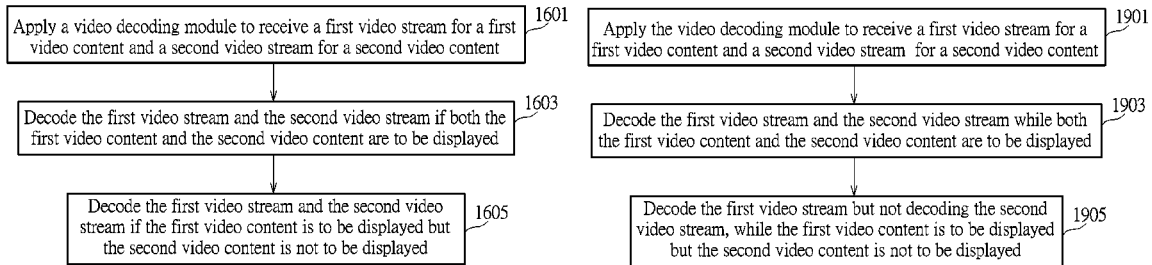 Apply a video decoding module to receive a first video stream for a first
video content and a second video stream for a second video content
1601
Decode the first video stream and the second video stream if both the
first video content and the second video content are to be displayed
1603
Decode the first video stream and the second video
stream if the first video content is to be displayed but
the second video content is not to be displayed
1605
Apply the video decoding module to receive a first video stream for a
first video content and a second video stream for a second video content
1901
Decode the first video stream and the second video stream while both
the first video content and the second video content are to be displayed
1903
Decode the first video stream but not decoding the second
video stream, while the first video content is to be displayed
but the second video content is not to be displayed
1905